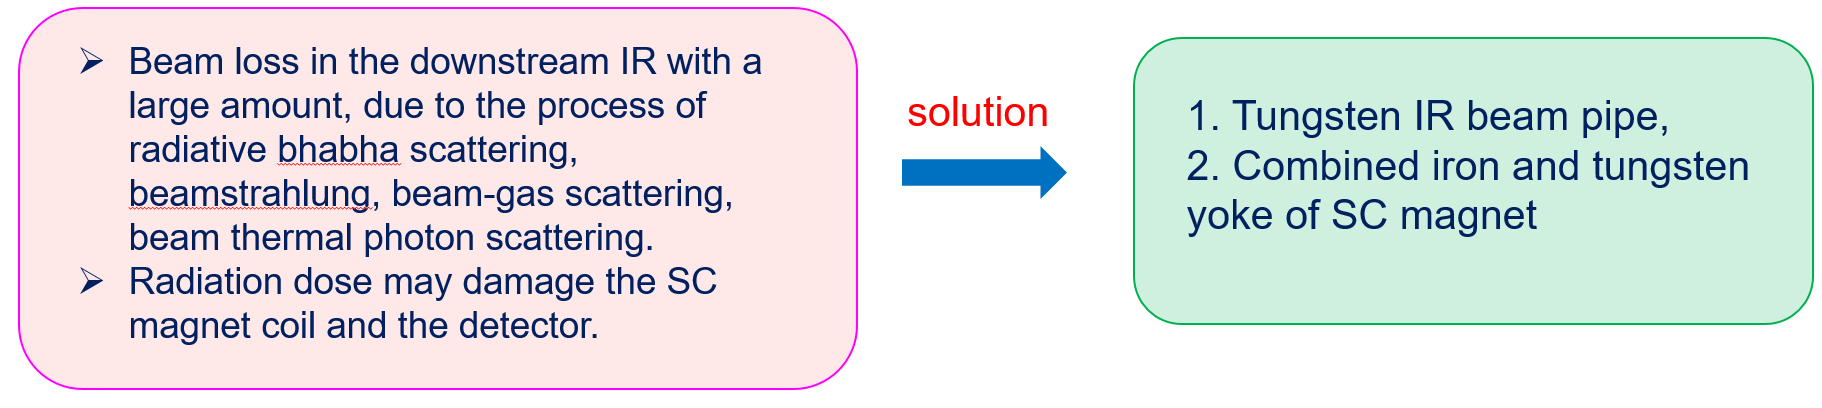 ➢ Beam loss in the downstream IR with a
large amount, due to the process of
radiative bhabha scattering,
beamstrahlung, beam-gas scattering,
beam thermal photon scattering.
➢ Radiation dose may damage the SC
magnet coil and the detector.
solution
1. Tungsten IR beam pipe,
2. Combined iron and tungsten
yoke of SC magnet